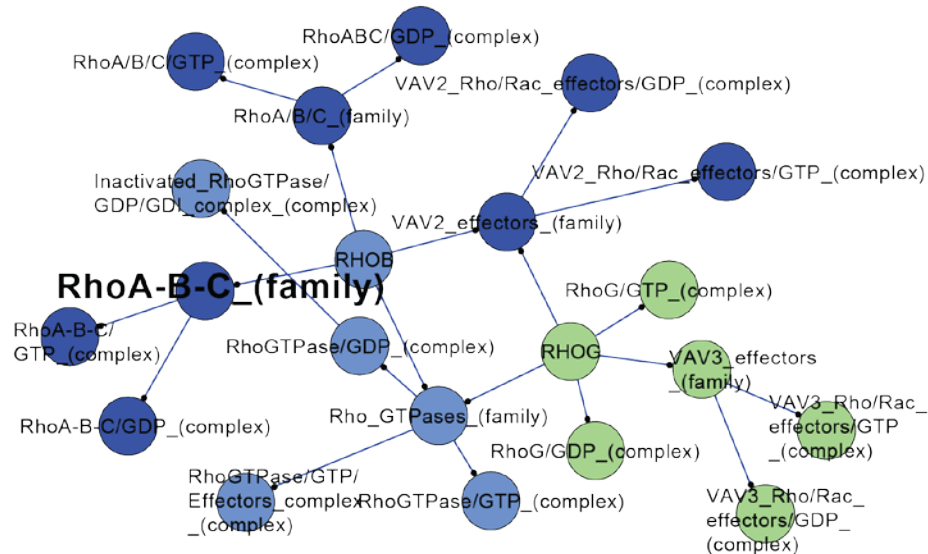 RhoABC/GDP_(complex)
RhoA/B/C/GTP_(complex)
VAV2_Rho/Rac_effectors/GDP_(complex)
RhoA/B/C_(family)
VAV2_Rho/Rac_effectors/GTP_(complex)
Inactivated_RhoGTPase/
GDP/GDI_complex_(complex)
VAV2_effectors_(family)
RHOB
RhoA-B-C_(family)
RhoG/GTP_(complex)
RhoA-B-C/
GTP_(complex)
RhoGTPase/GDP_(complex)
RHOG
VAV3_effectors
_(family)
Rho_GTPases_(family)
VAV3_Rho/Rac_
effectors/GTP
_(complex)
RhoA-B-C/GDP_(complex)
RhoG/GDP_(complex)
RhoGTPase/GTP/
Effectors_complex
_(complex)
RhoGTPase/GTP_(complex)
VAV3_Rho/Rac_
effectors/GDP_
(complex)